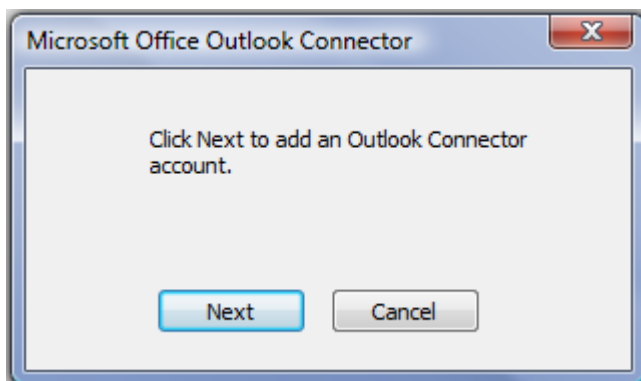 Microsoft Office Outlook Connector
Click Next to add an Outlook Connector
account.
Next
Cancel